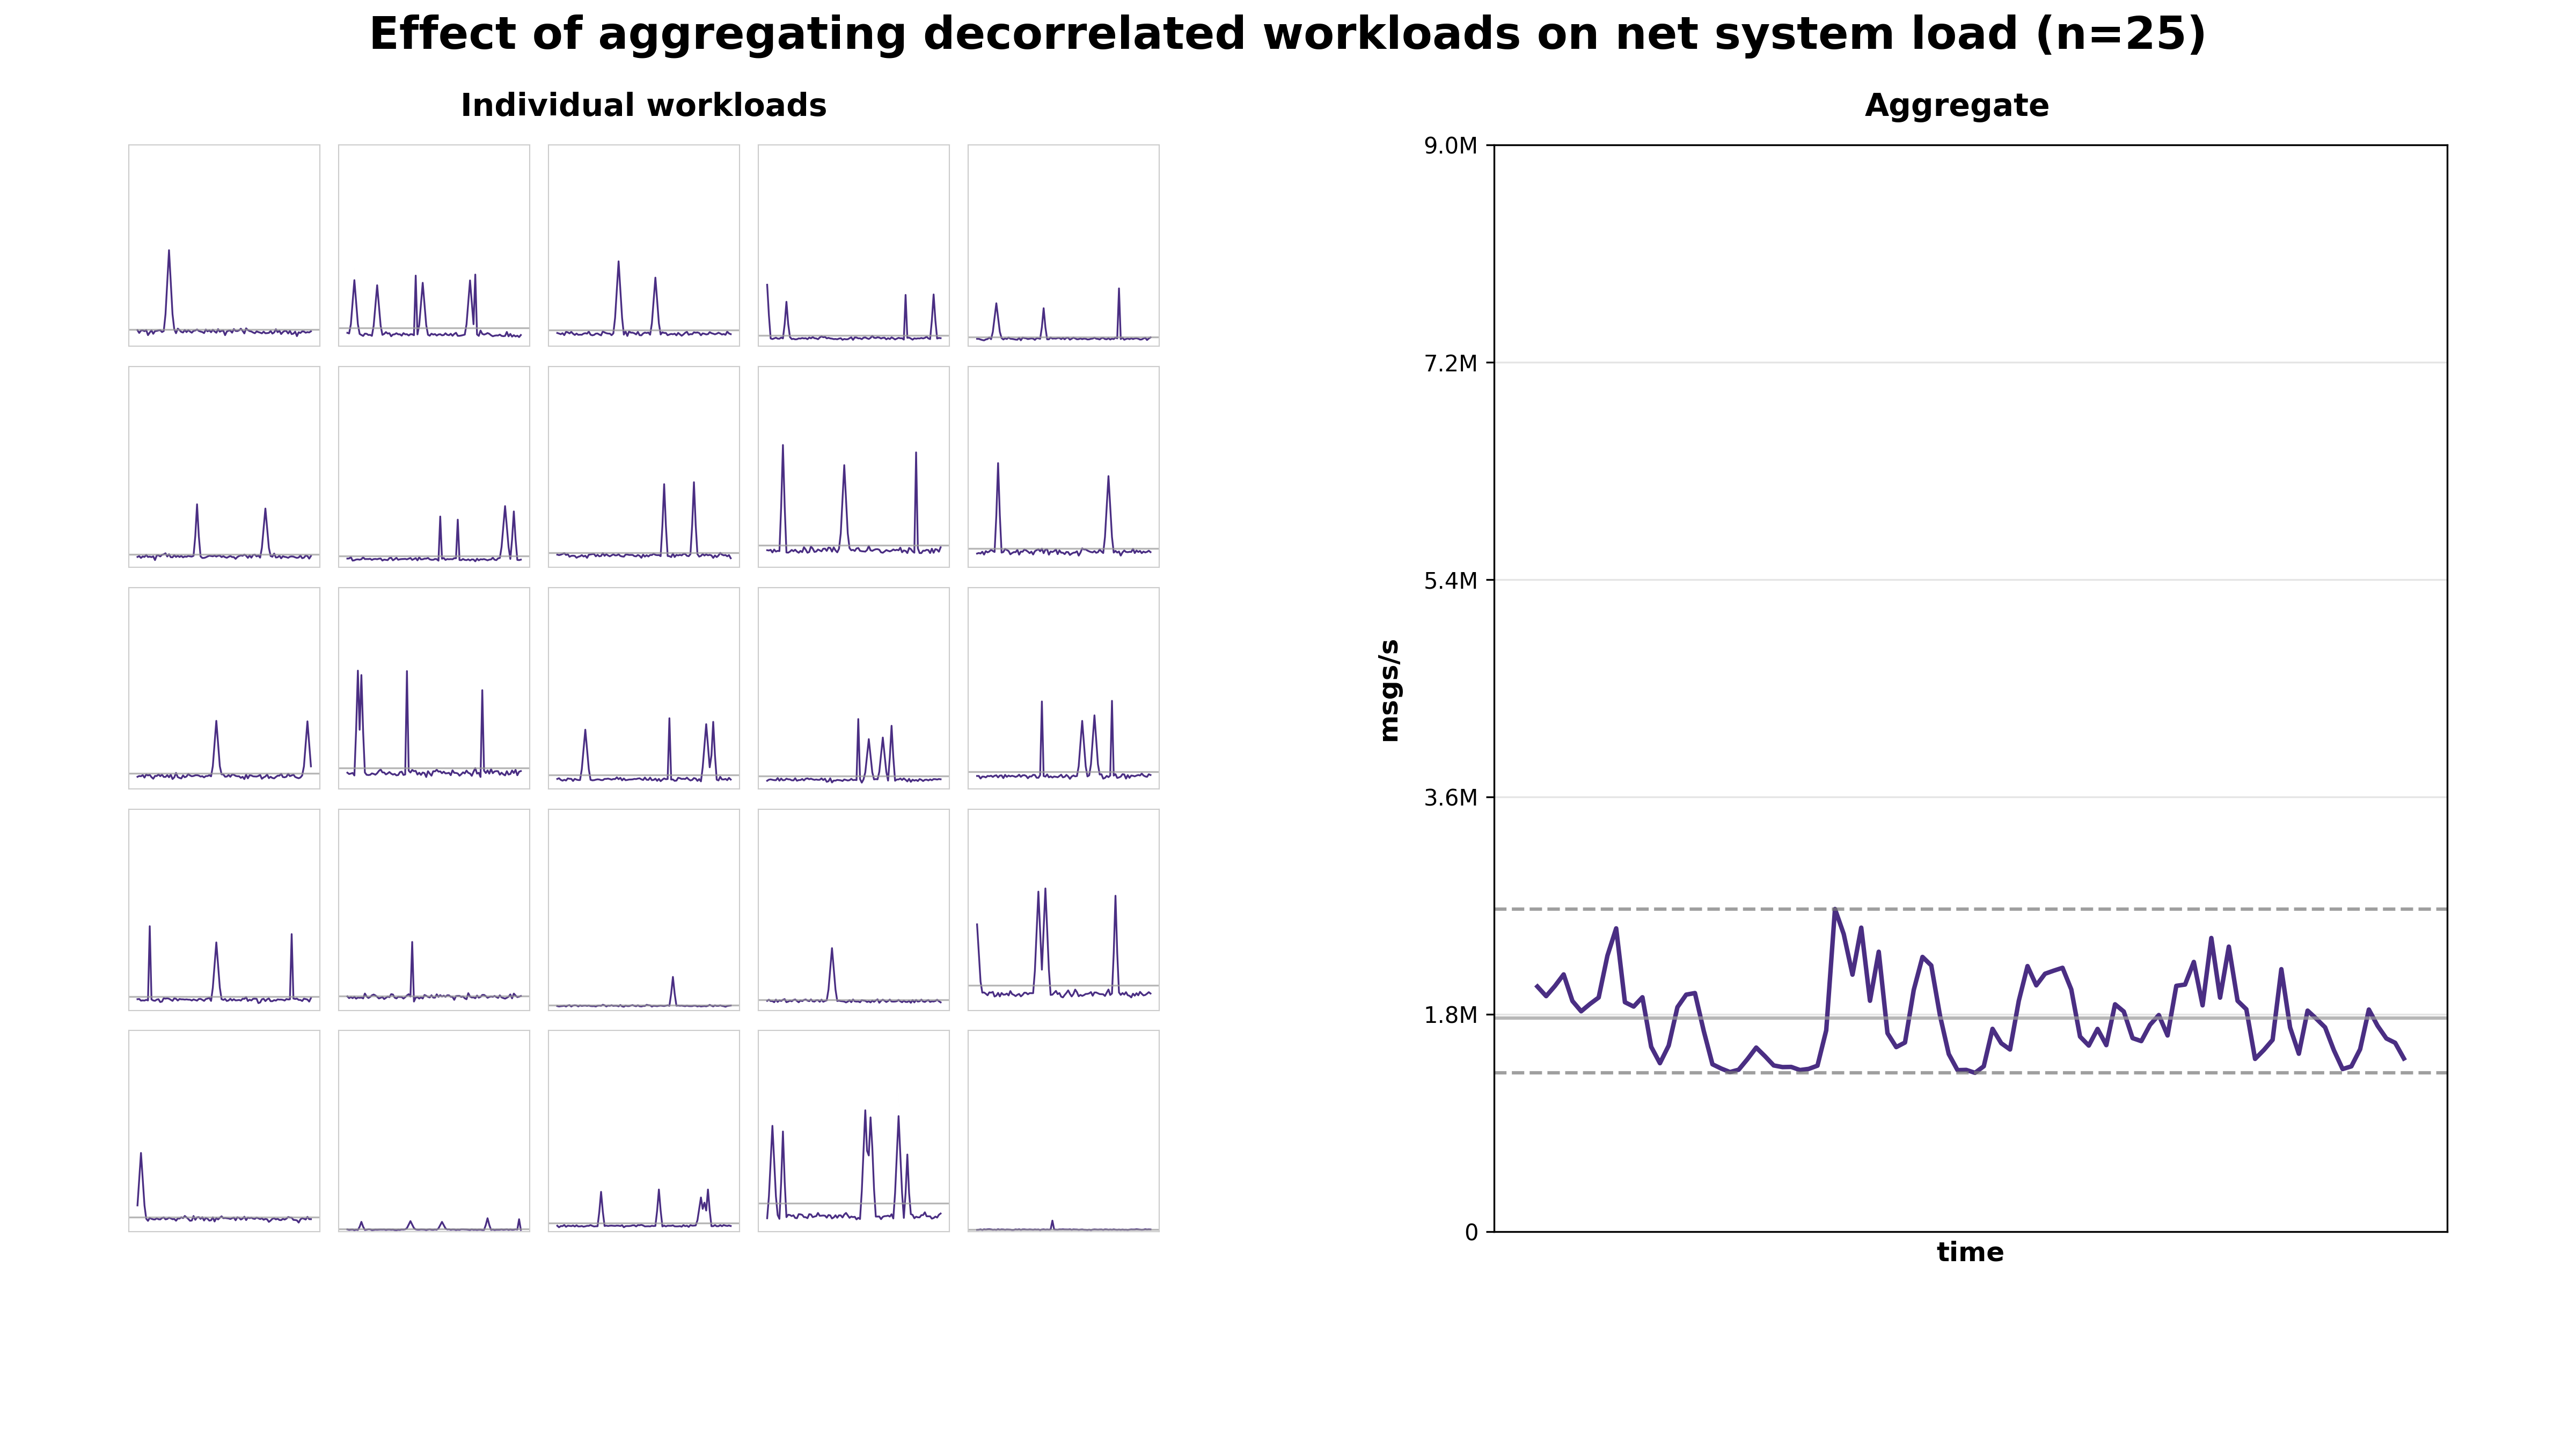 Effect of aggregating decorrelated workloads on net system load (n=25)
Individual workloads
Aggregate
9.0M
7.2M
5.4M
3.6M
1.8M
0
msgs/s
time